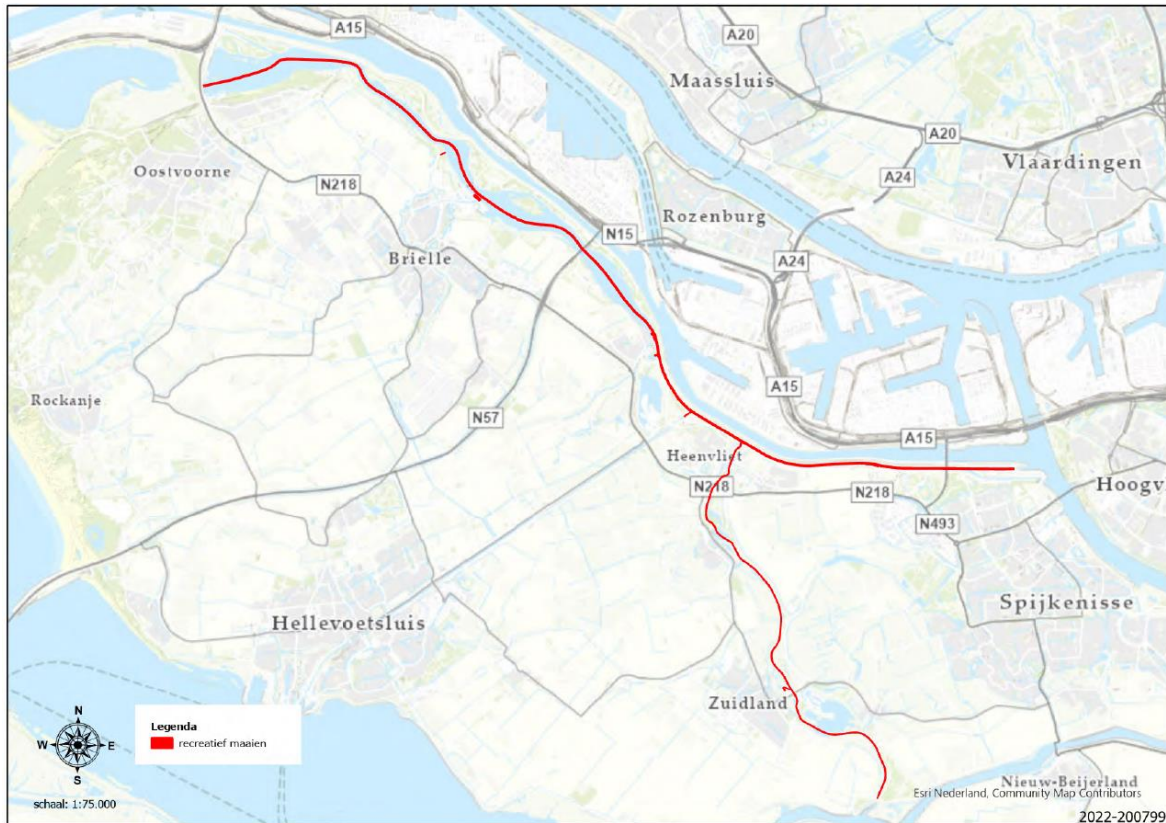 A15
A20
Maassluis
A20
Vlaardingen
A24
Oostvoorne
N218
Rozenburg
N15
Brielle
A24
A15
Rockanje
N57
A15
Heenvliet
N218
N218
Hoogv
N493
Spijkenisse
Hellevoetsluis
Zuidland
N
W E
S
Legenda
recreatief maaien
schaal: 1:75.000
Nieuw-Beijerland
Esri Nederland, Community Map Contributors
2022-200799